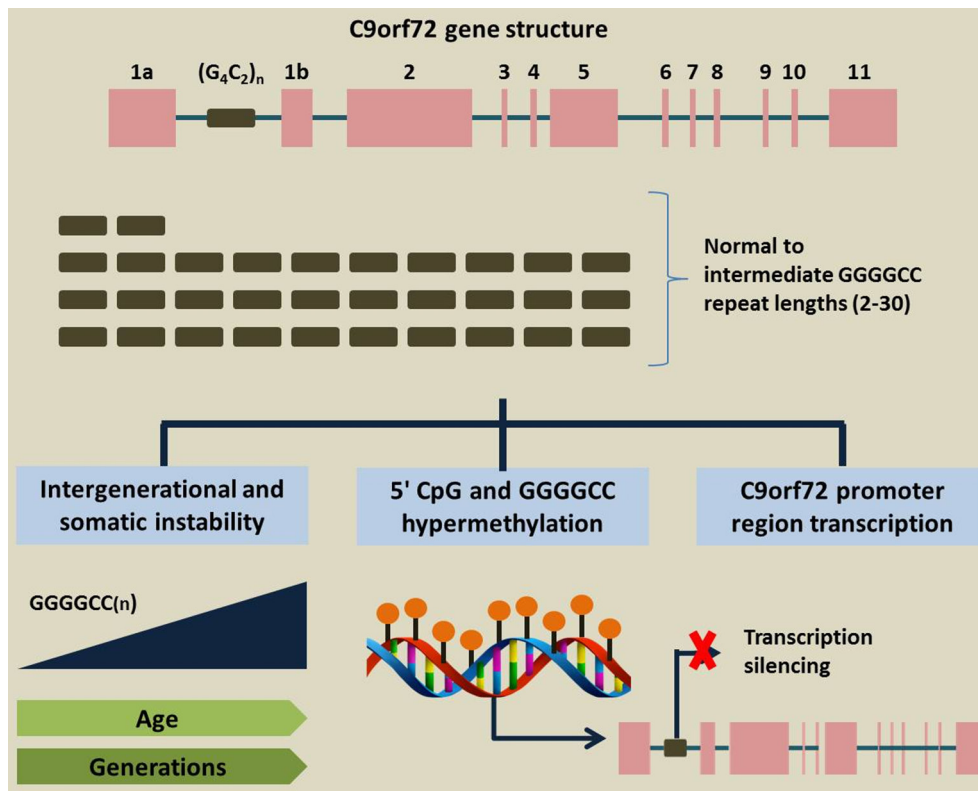 C9orf72 gene structure
1a (G₄C₂)ₙ 1b 2 3 4 5 6 7 8 9 10 11
Normal to
intermediate GGGGCC
repeat lengths (2-30)
Intergenerational and
somatic instability
5' CpG and GGGGCC
hypermethylation
C9orf72 promoter
region transcription
GGGGCC(n)
Age
Generations
Transcription
silencing